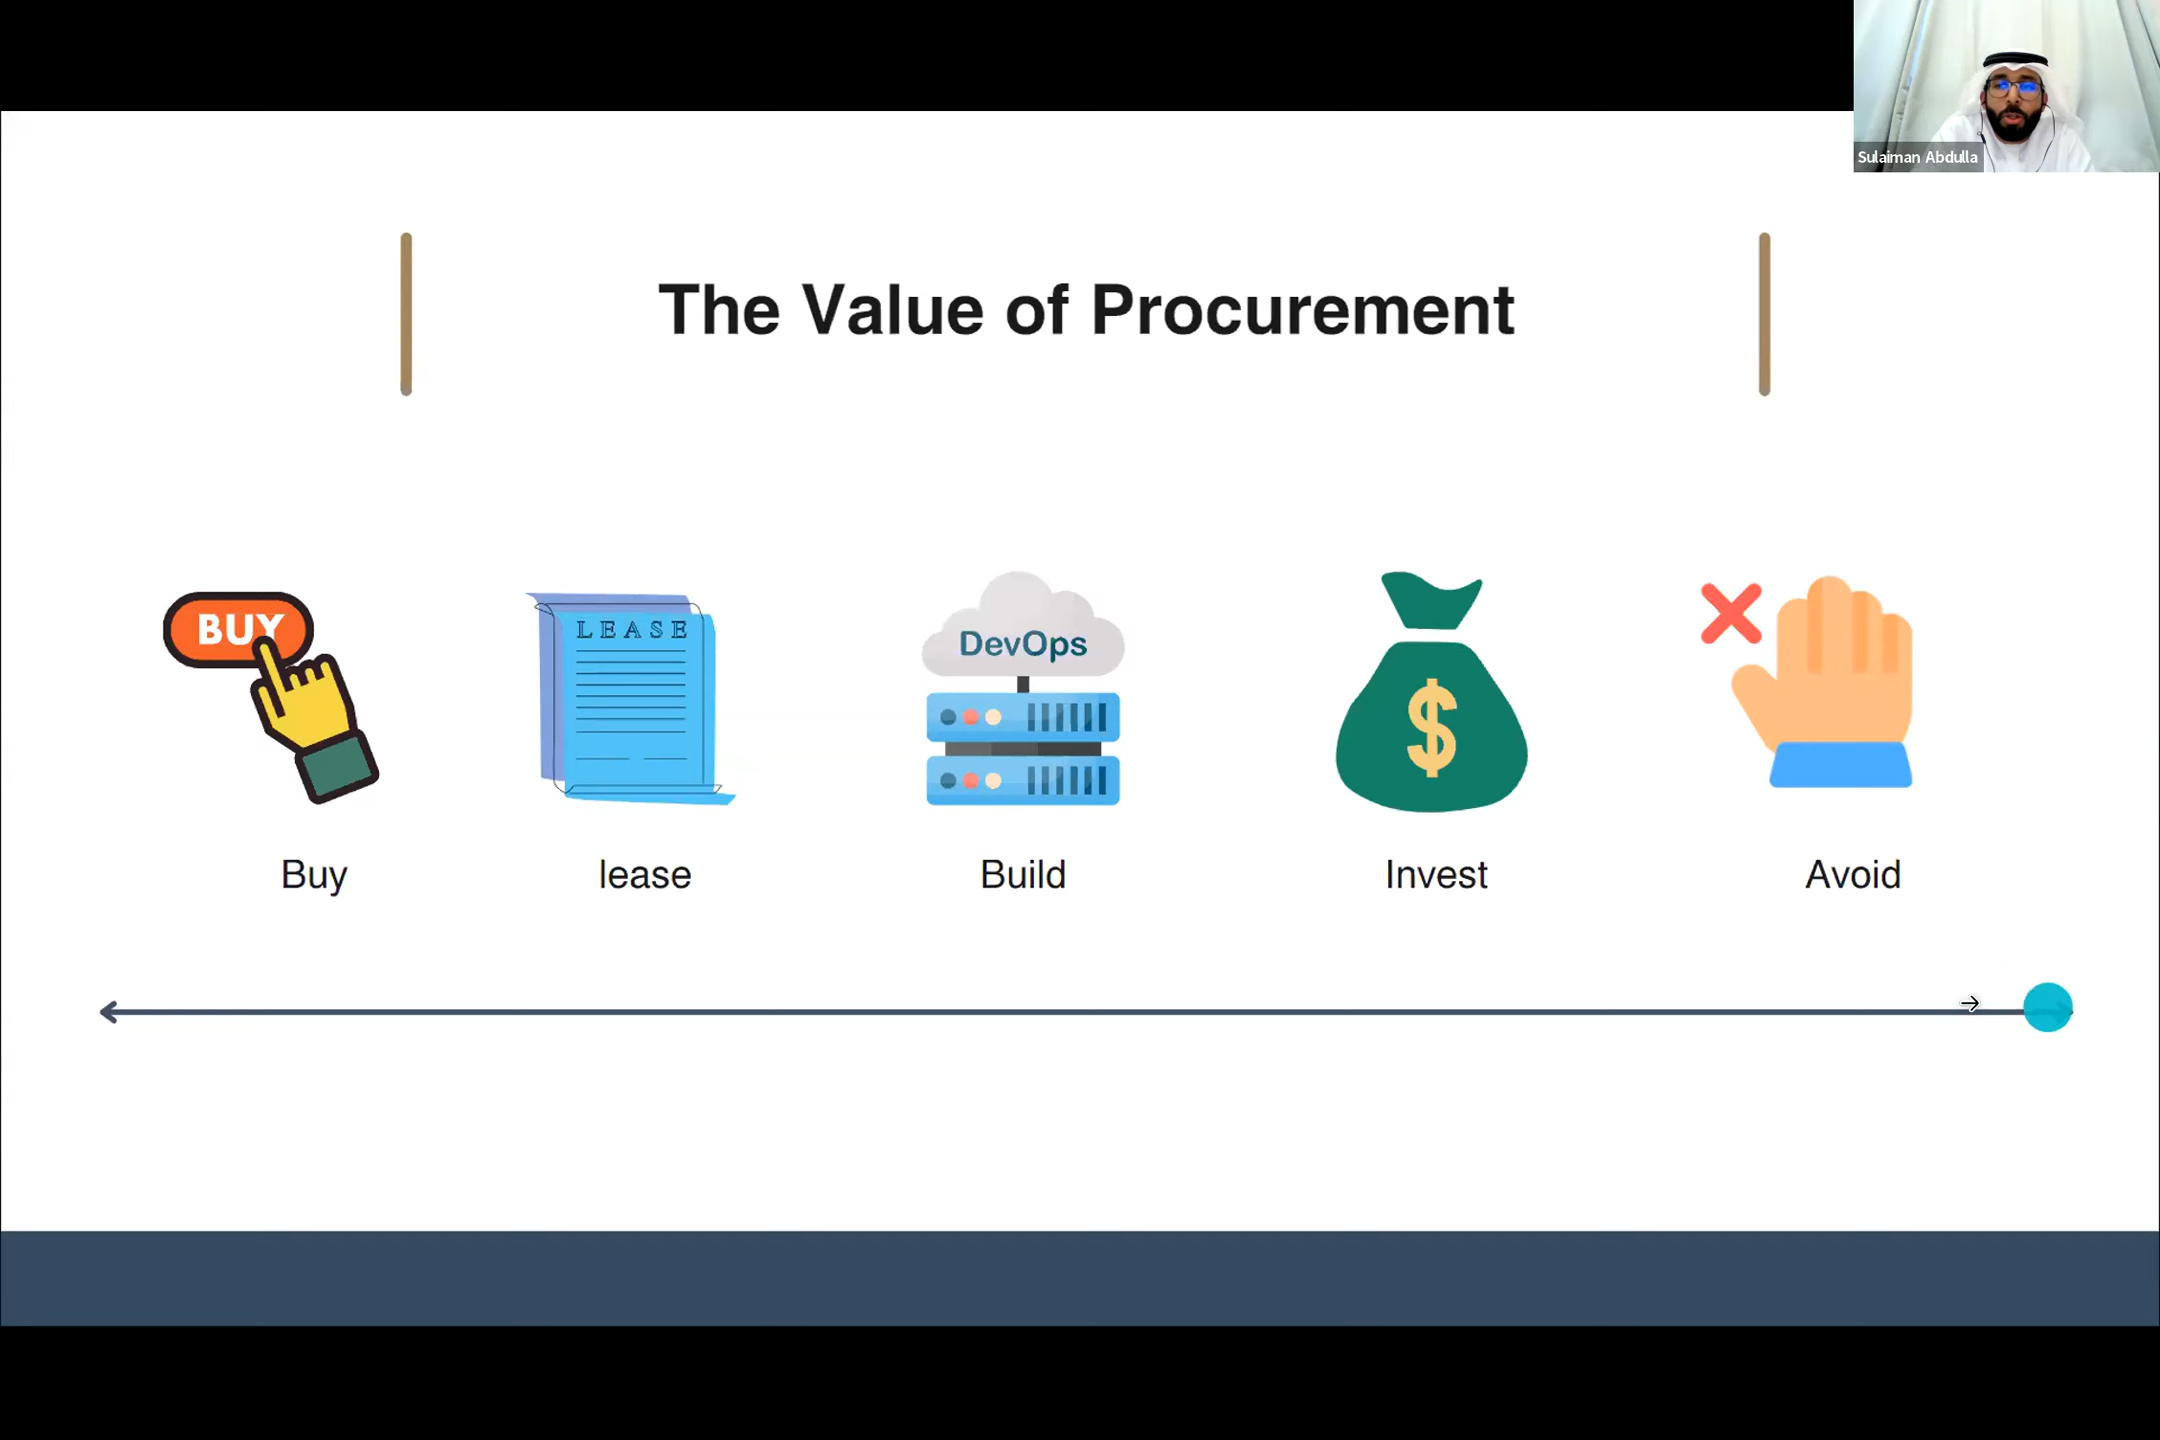 Sulaiman Abdulla
The Value of Procurement
BUY
LEASE
DevOps
$
Buy
lease
Build
Invest
Avoid